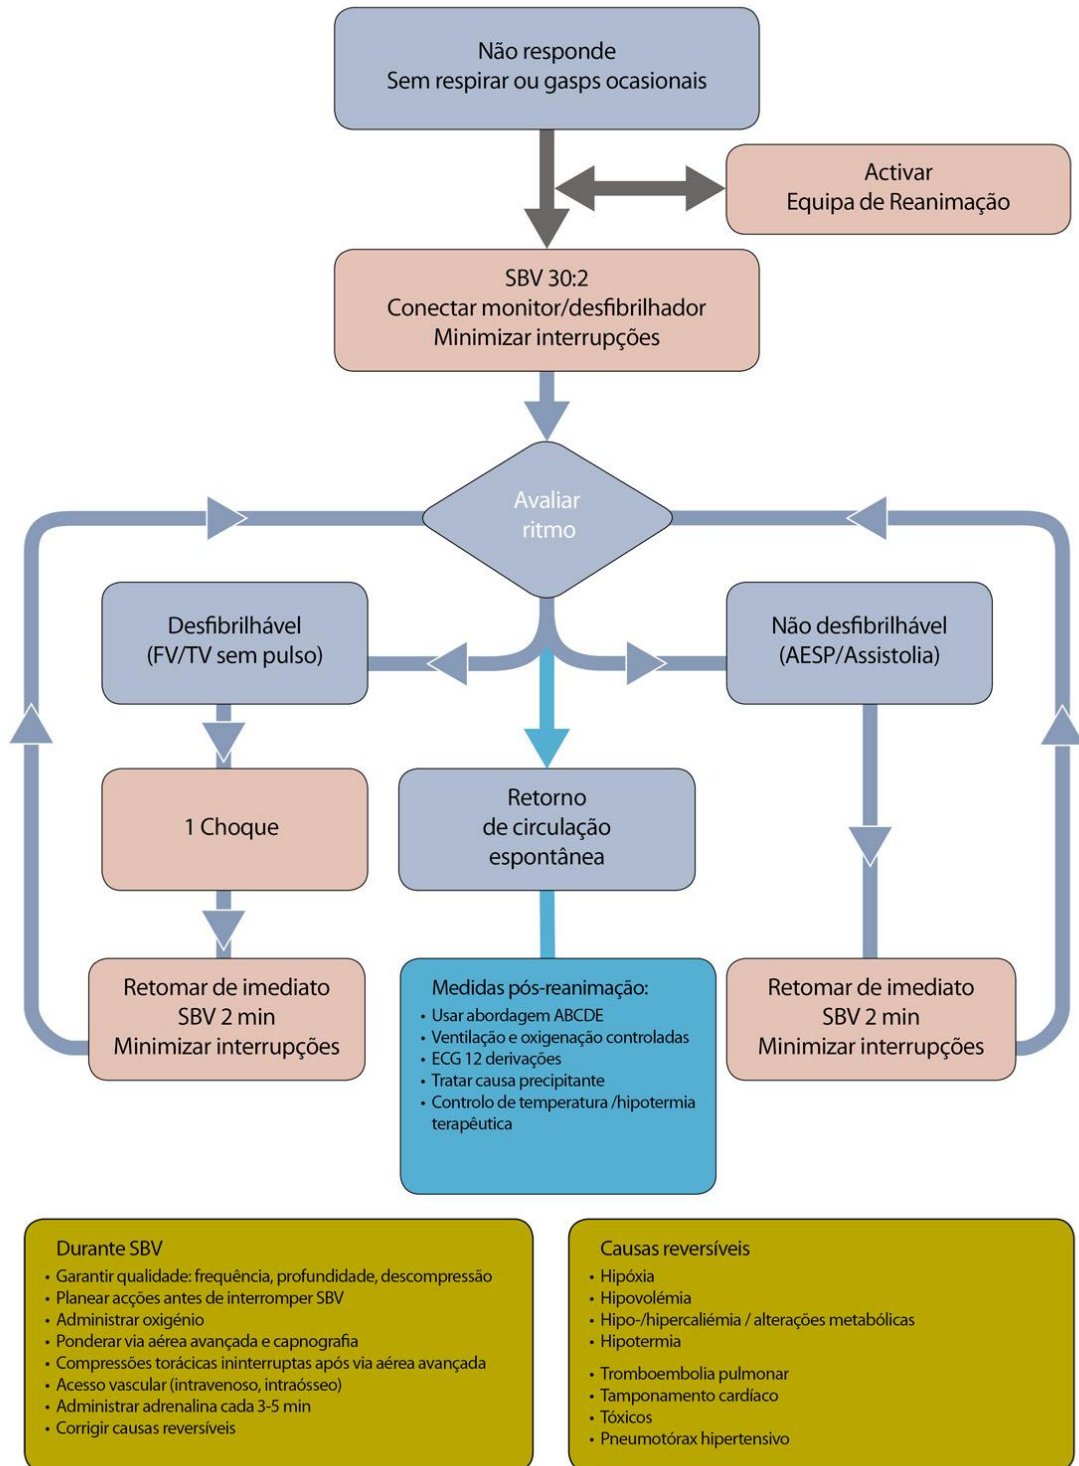 Não responde
Sem respirar ou gasps ocasionais
Activar
Equipa de Reanimação
SBV 30:2
Conectar monitor/desfibrilhador
Minimizar interrupções
Avaliar
ritmo
Desfibrilhável
(FV/TV sem pulso)
Não desfibrilhável
(AESP/Assistolia)
1 Choque
Retorno
de circulação
espontânea
Retomar de imediato
SBV 2 min
Minimizar interrupções
Medidas pós-reanimação:
• Usar abordagem ABCDE
• Ventilação e oxigenação controladas
• ECG 12 derivações
• Tratar causa precipitante
• Controlo de temperatura /hipotermia
terapêutica
Retomar de imediato
SBV 2 min
Minimizar interrupções
Durante SBV
• Garantir qualidade: frequência, profundidade, descompressão
• Planear acções antes de interromper SBV
• Administrar oxigénio
• Ponderar via aérea avançada e capnografia
• Compressões torácicas ininterruptas após via aérea avançada
• Acesso vascular (intravenoso, intraósseo)
• Administrar adrenalina cada 3-5 min
• Corrigir causas reversíveis
Causas reversíveis
• Hipóxia
• Hipovolémia
• Hipo-/hipercaliémia / alterações metabólicas
• Hipotermia
• Tromboembolia pulmonar
• Tamponamento cardíaco
• Tóxicos
• Pneumotórax hipertensivo